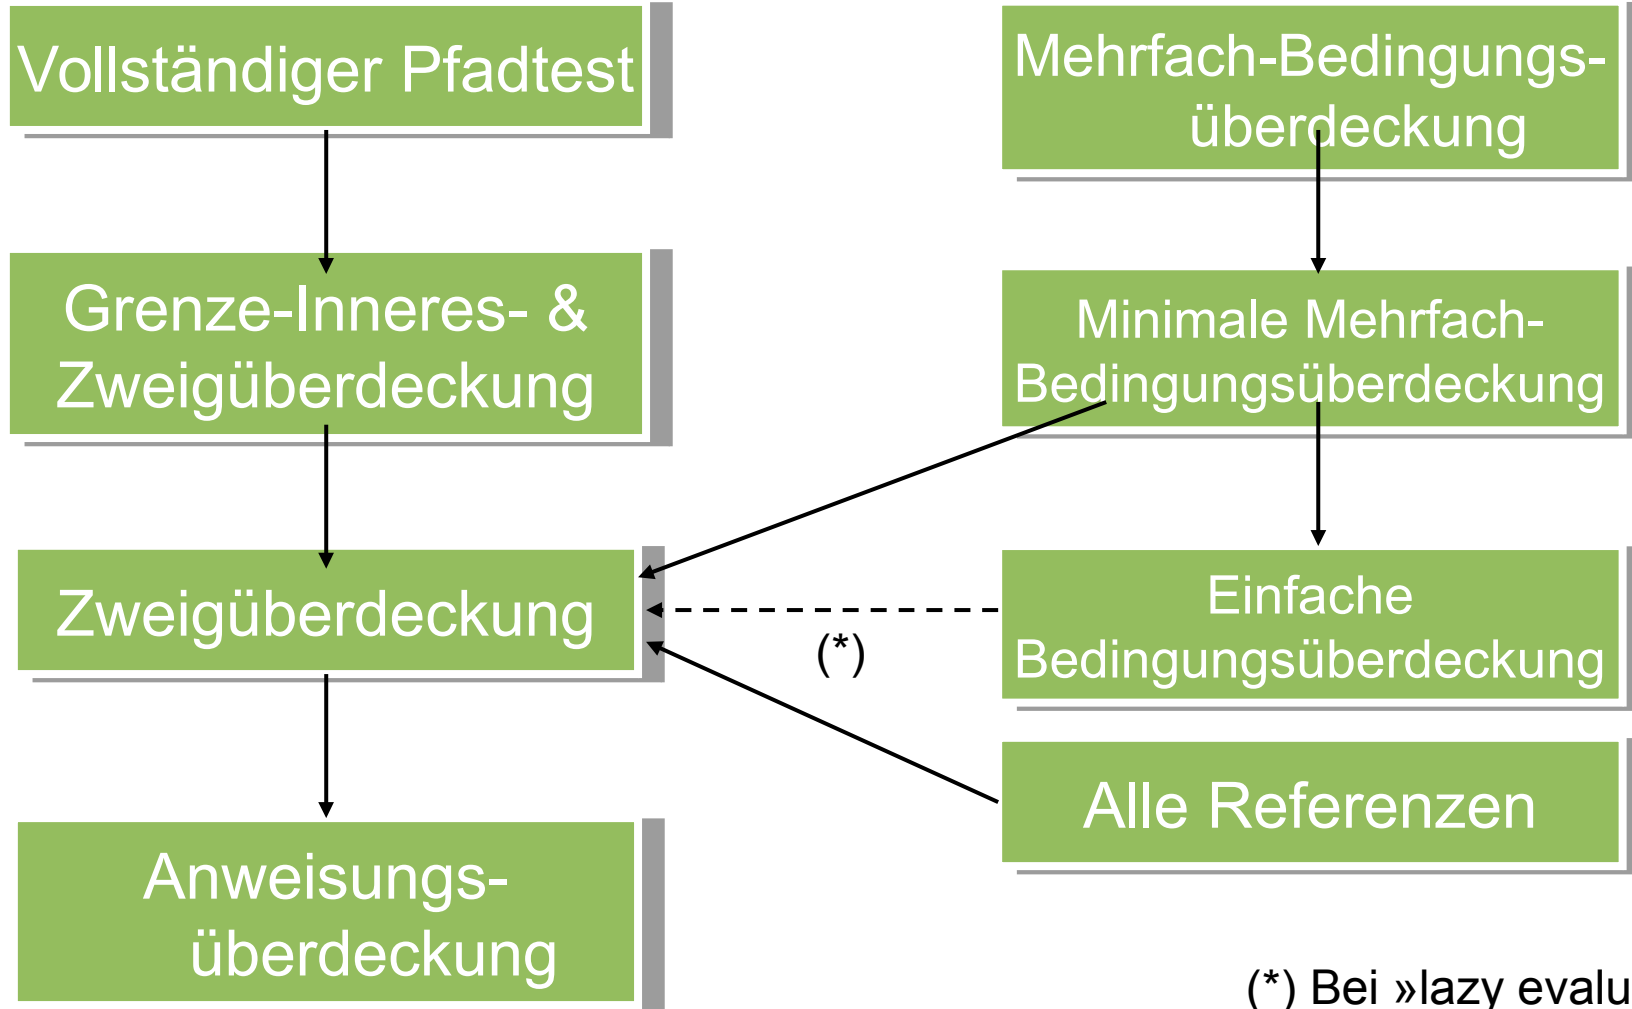 Vollständiger Pfadtest
Mehrfach-Bedingungs-
überdeckung
Grenze-Inneres- &
Zweigüberdeckung
Minimale Mehrfach-
Bedingungsüberdeckung
Zweigüberdeckung
(*)
Einfache
Bedingungsüberdeckung
Alle Referenzen
Anweisungs-
überdeckung
(*) Bei »lazy evalu